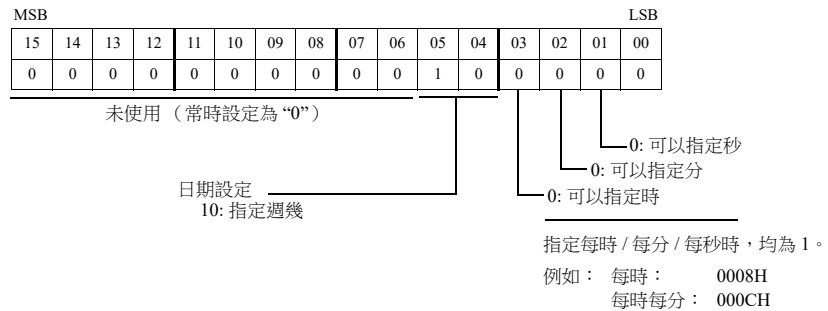 MSB LSB
15 14 13 12 11 10 09 08 07 06 05 04 03 02 01 00
0 0 0 0 0 0 0 0 0 0 1 0 0 0 0 0
未使用 （常時設定為 “0”）
0: 可以指定秒
0: 可以指定分
日期設定
0: 可以指定時
10: 指定週幾
指定每時 / 每分 / 每秒時，均為 1。
例如： 每時： 0008H
每時每分： 000CH